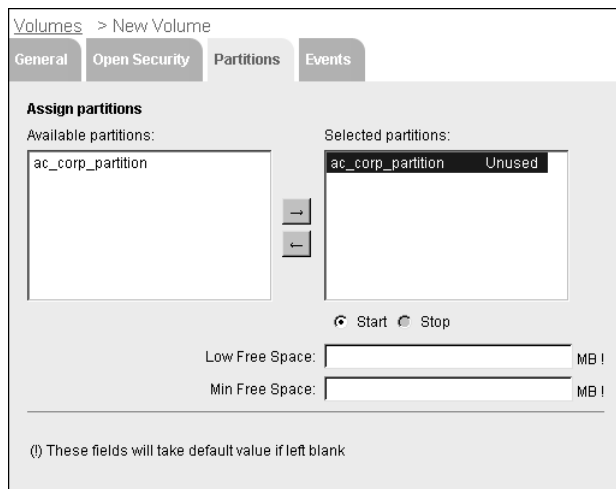 Volumes > New Volume
General Open Security Partitions Events
Assign partitions
Available partitions: Selected partitions:
ac_corp_partition ac_corp_partition Unused
→
←
Start Stop
Low Free Space: MB !
Min Free Space: MB !
(!) These fields will take default value if left blank